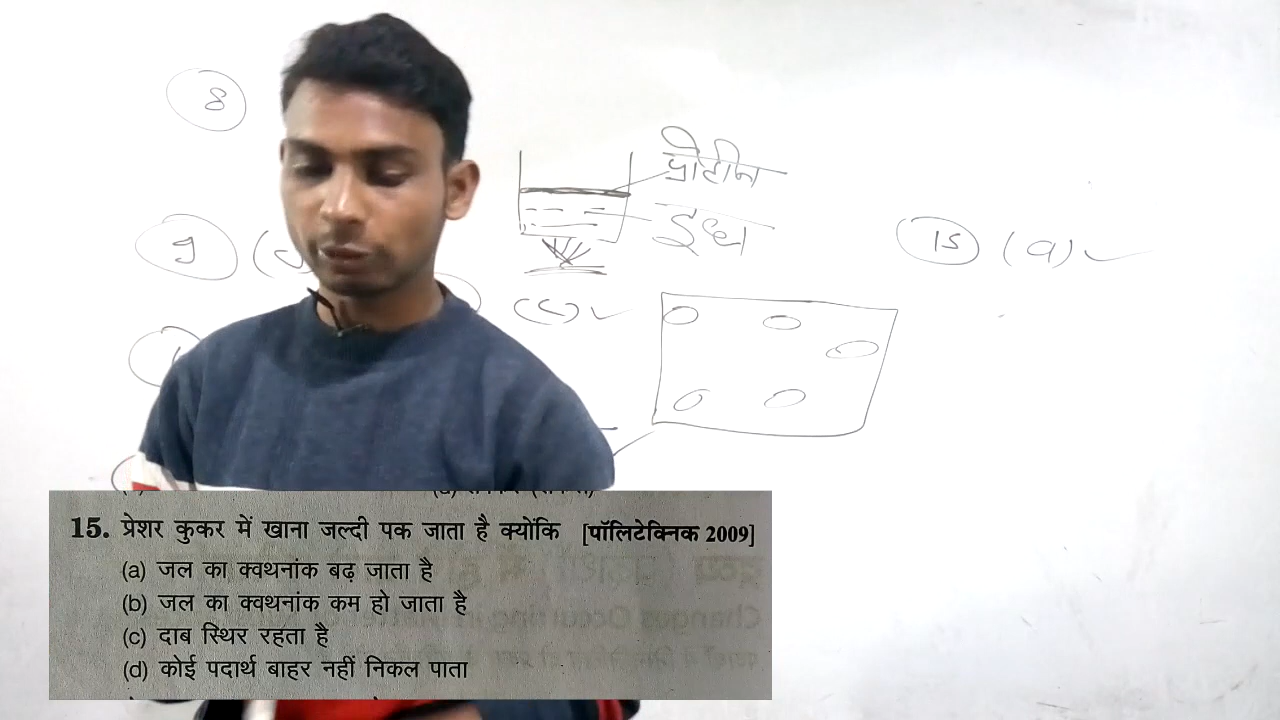 8
प्रोटीन
दुध
9
15 (a) ✓
15. प्रेशर कुकर में खाना जल्दी पक जाता है क्योंकि [पॉलिटेक्निक 2009]
(a) जल का क्वथनांक बढ़ जाता है
(b) जल का क्वथनांक कम हो जाता है
(c) दाब स्थिर रहता है
(d) कोई पदार्थ बाहर नहीं निकल पाता